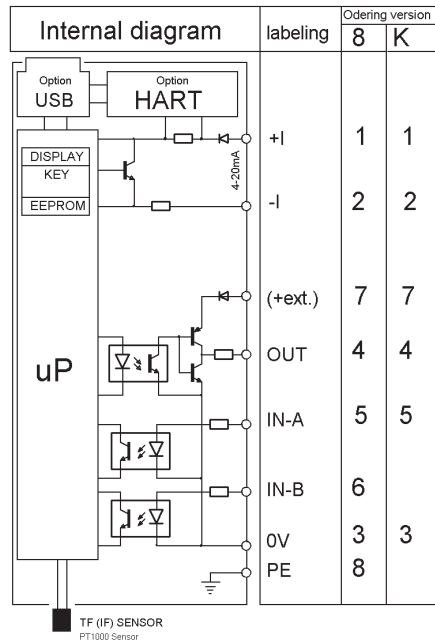 Internal diagram
labeling
Odering version
8 K
Option
USB
Option
HART
DISPLAY
KEY
EEPROM
4-20mA
+I 1 1
-I 2 2
(+ext.) 7 7
uP
OUT 4 4
IN-A 5 5
IN-B 6
0V 3 3
PE 8
TF (IF) SENSOR
PT1000 Sensor